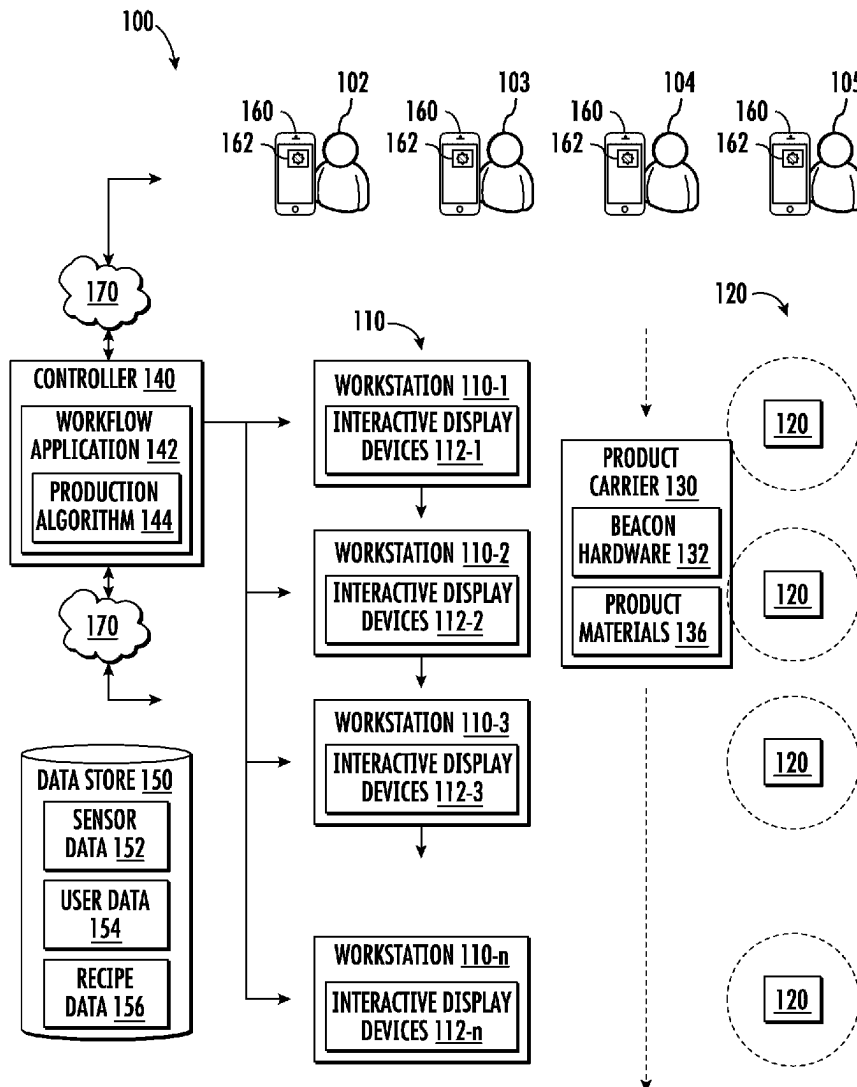 100
102
103
104
105
160
160
160
160
162
162
162
162
170
110
120
CONTROLLER 140
WORKFLOW
APPLICATION 142
PRODUCTION
ALGORITHM 144
170
DATA STORE 150
SENSOR
DATA 152
USER DATA
154
RECIPE
DATA 156
WORKSTATION 110-1
INTERACTIVE DISPLAY
DEVICES 112-1
WORKSTATION 110-2
INTERACTIVE DISPLAY
DEVICES 112-2
WORKSTATION 110-3
INTERACTIVE DISPLAY
DEVICES 112-3
WORKSTATION 110-n
INTERACTIVE DISPLAY
DEVICES 112-n
PRODUCT
CARRIER 130
BEACON
HARDWARE 132
PRODUCT
MATERIALS 136
120
120
120
120